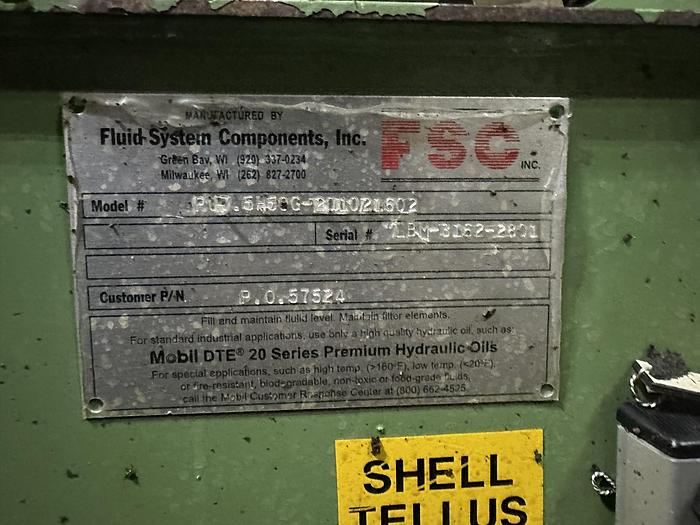 MANUFACTURED BY
Fluid System Components, Inc.
FSC INC.
Green Bay, WI (920) 337-0234
Milwaukee, WI (262) 827-2700
Model #
Serial # LBM-3162-2801
Customer P/N P.O.57524
Fill and maintain fluid level. Maintain filter elements.
For standard industrial applications, use only a high quality hydraulic oil, such as:
Mobil DTE® 20 Series Premium Hydraulic Oils
For special applications, such as high temp. (>160°F), low temp. (<20°F),
or fire-resistant, biodegradable, non-toxic or food-grade fluids,
call the Mobil Customer Response Center at (800) 662-4525.
SHELL
TELLUS